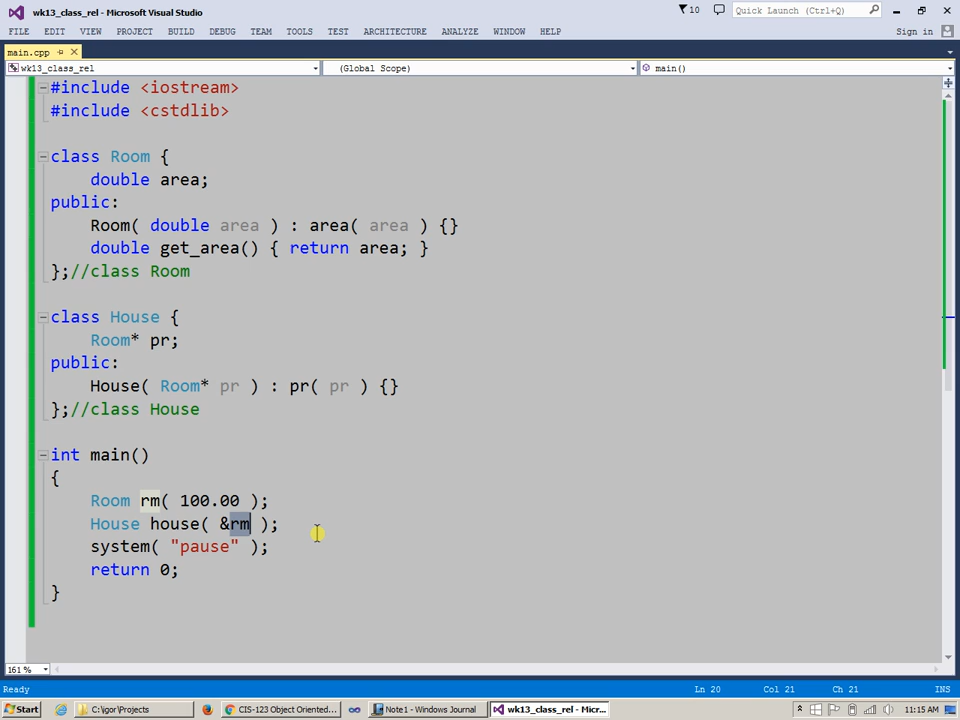 wk13_class_rel - Microsoft Visual Studio
10
Quick Launch (Ctrl+Q)
FILE EDIT VIEW PROJECT BUILD DEBUG TEAM TOOLS TEST ARCHITECTURE ANALYZE WINDOW HELP
Sign in
main.cpp
wk13_class_rel (Global Scope) main()
#include <iostream>
#include <cstdlib>
class Room {
double area;
public:
Room( double area ) : area( area ) {}
double get_area() { return area; }
};//class Room
class House {
Room* pr;
public:
House( Room* pr ) : pr( pr ) {}
};//class House
int main()
{
Room rm( 100.00 );
House house( &rm );
system( "pause" );
return 0;
}
161 %
Ready Ln 20 Col 21 Ch 21 INS
Start C:\igor\Projects CIS-123 Object Oriented... Note1 - Windows Journal wk13_class_rel - Micr... 11:15 AM